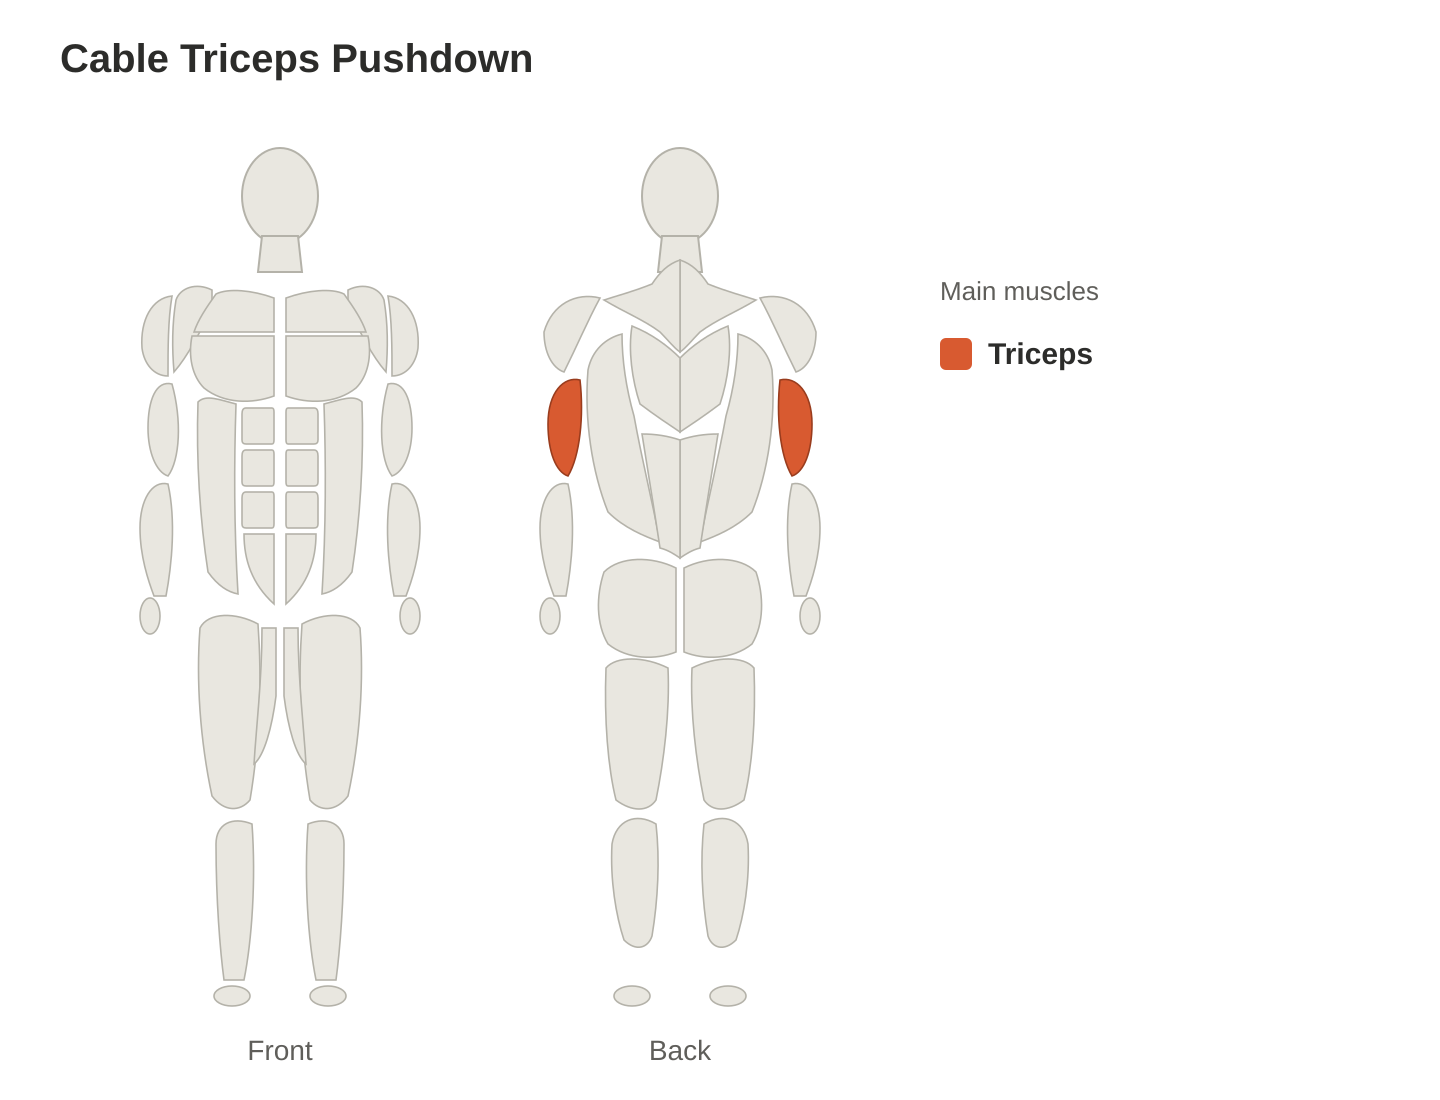 Cable Triceps Pushdown
Main muscles
Triceps
Front
Back